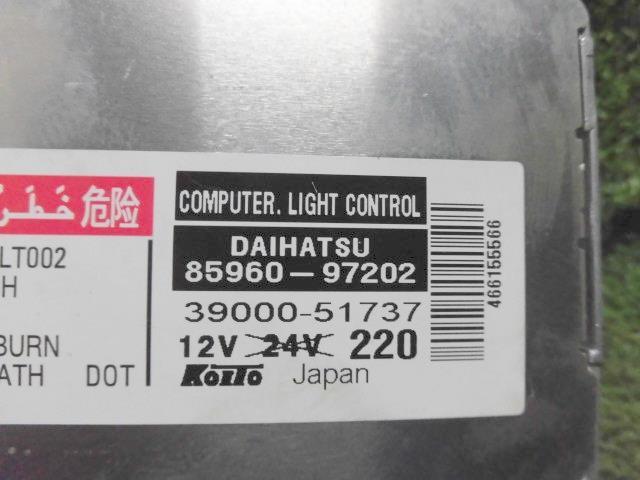 خطر 危险
LT002
H
BURN
ATH DOT
COMPUTER. LIGHT CONTROL
DAIHATSU
85960-97202
39000-51737
12V 24V 220
KOITO Japan
466155566